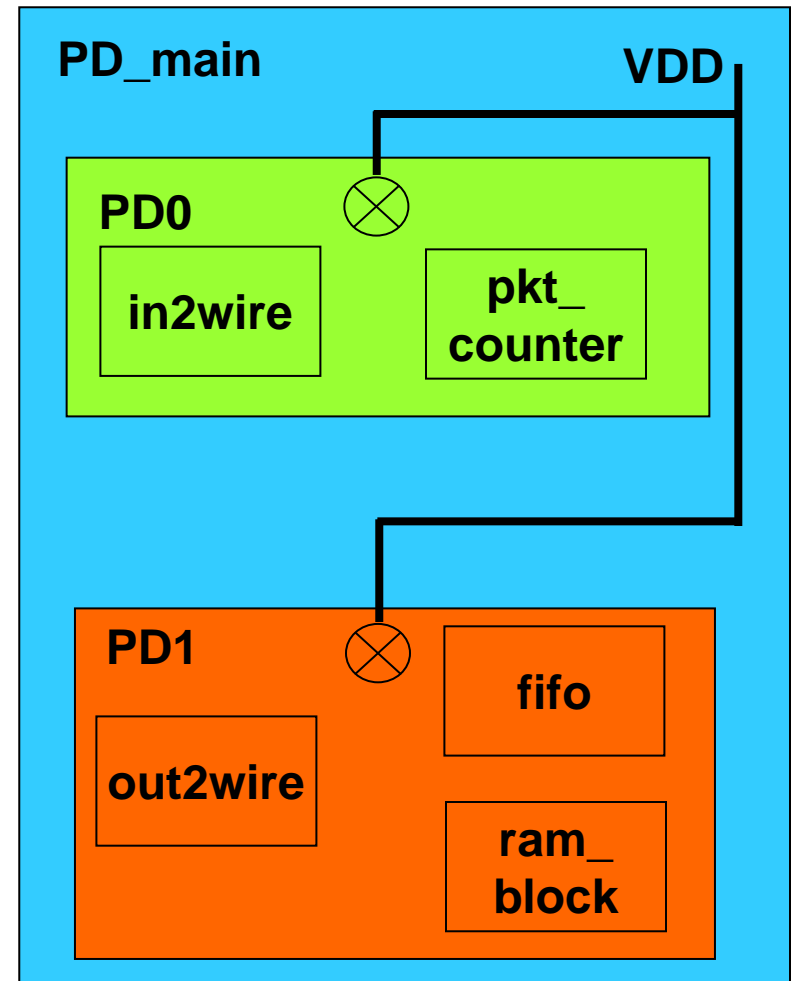 PD_main
VDD
PD0
in2wire
pkt_
counter
PD1
fifo
out2wire
ram_
block